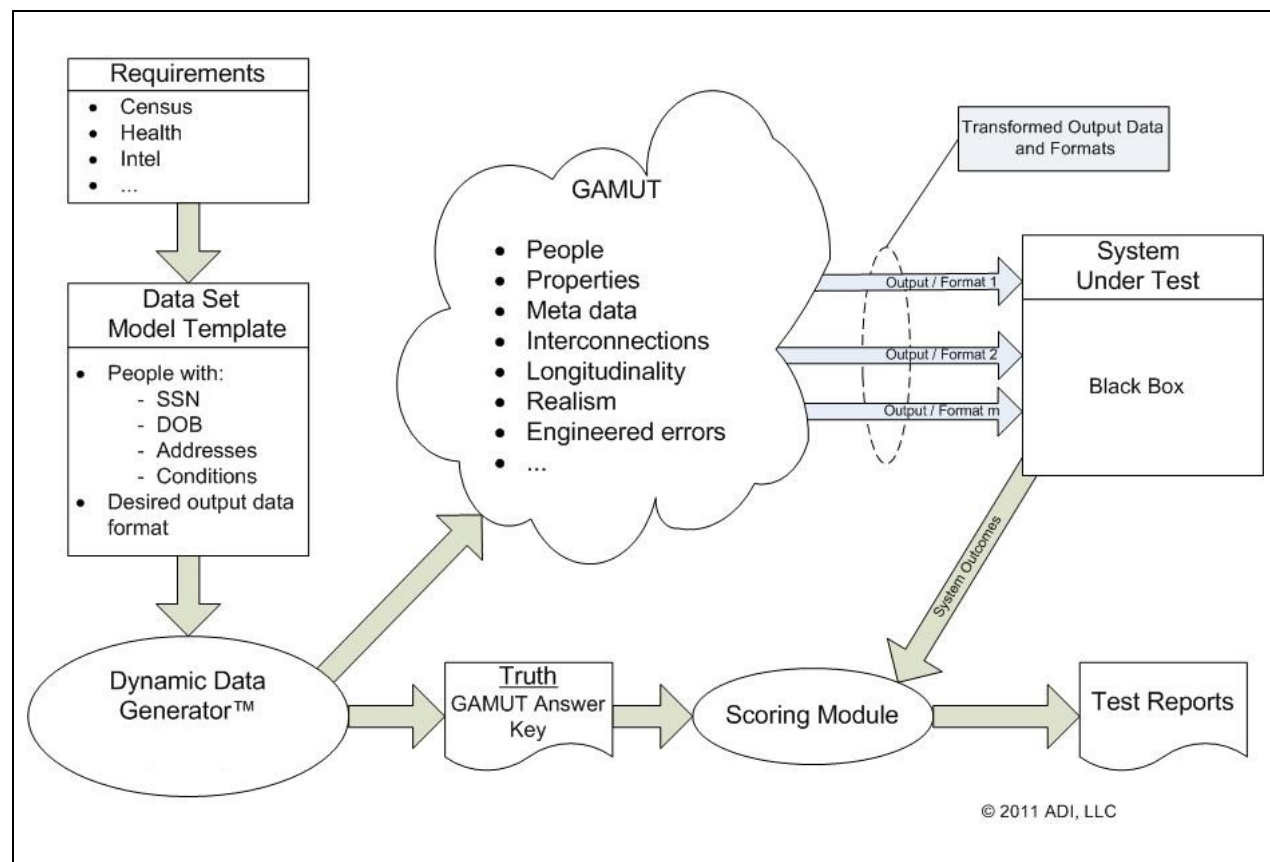 Requirements
• Census
• Health
• Intel
• ...
Data Set
Model Template
• People with:
- SSN
- DOB
- Addresses
- Conditions
• Desired output data
format
Dynamic Data
Generator™
GAMUT
• People
• Properties
• Meta data
• Interconnections
• Longitudinality
• Realism
• Engineered errors
• ...
Transformed Output Data
and Formats
Output / Format 1
Output / Format 2
Output / Format m
System
Under Test
Black Box
System Outcomes
Truth
GAMUT Answer
Key
Scoring Module
Test Reports
© 2011 ADI, LLC